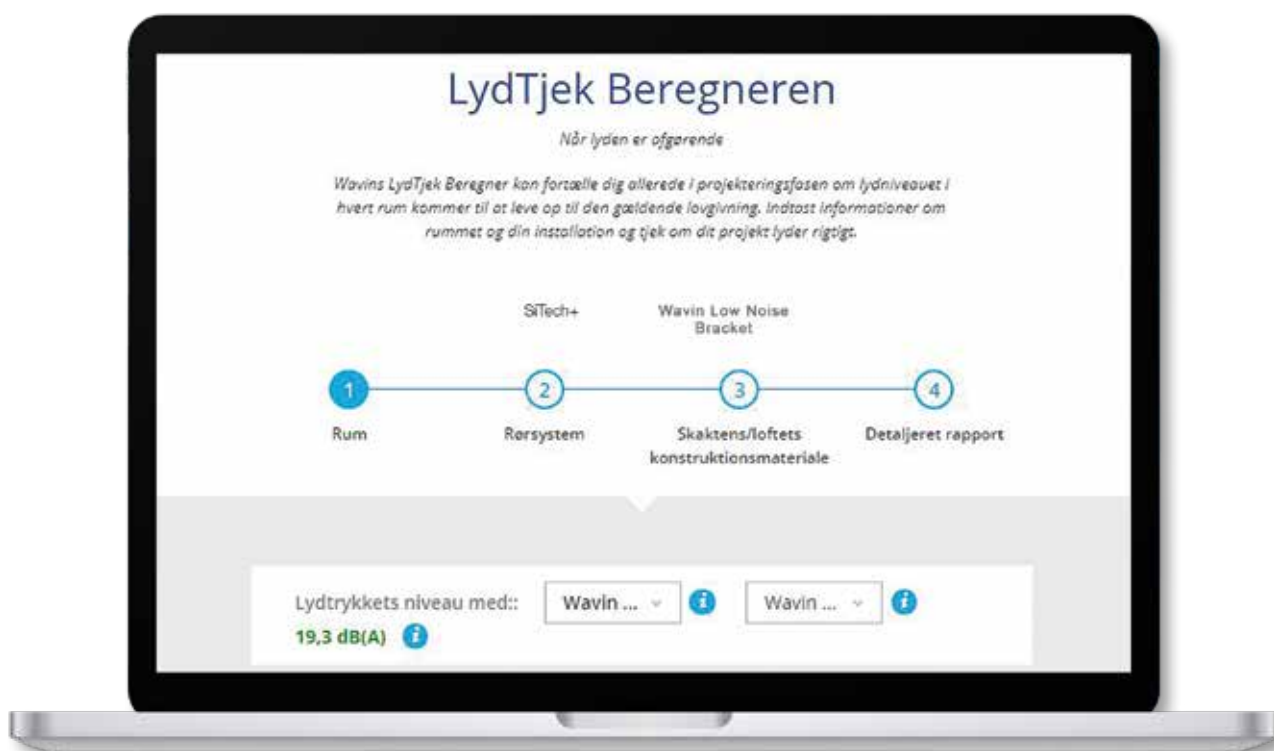 LydTjek Beregneren
Når lyden er afgørende
Wavins LydTjek Beregner kan fortælle dig allerede i projekteringsfasen om lydniveauet i
hvert rum kommer til at leve op til den gældende lovgivning. Indtast informationer om
rummet og din installation og tjek om dit projekt lyder rigtigt.
SiTech+
Wavin Low Noise
Bracket
1
2
3
4
Rum
Rørsystem
Skaktens/loftets
konstruktionsmateriale
Detaljeret rapport
Lydtrykkets niveau med::
Wavin ...
i
Wavin ...
i
19,3 dB(A)
i